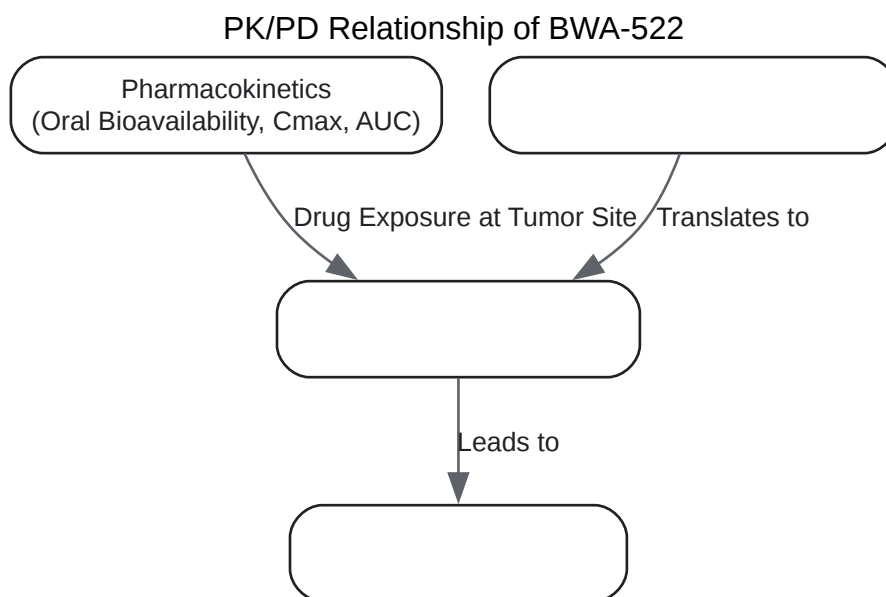 PK/PD Relationship of BWA-522
Pharmacokinetics
(Oral Bioavailability, Cmax, AUC)
Drug Exposure at Tumor Site
Translates to
Leads to